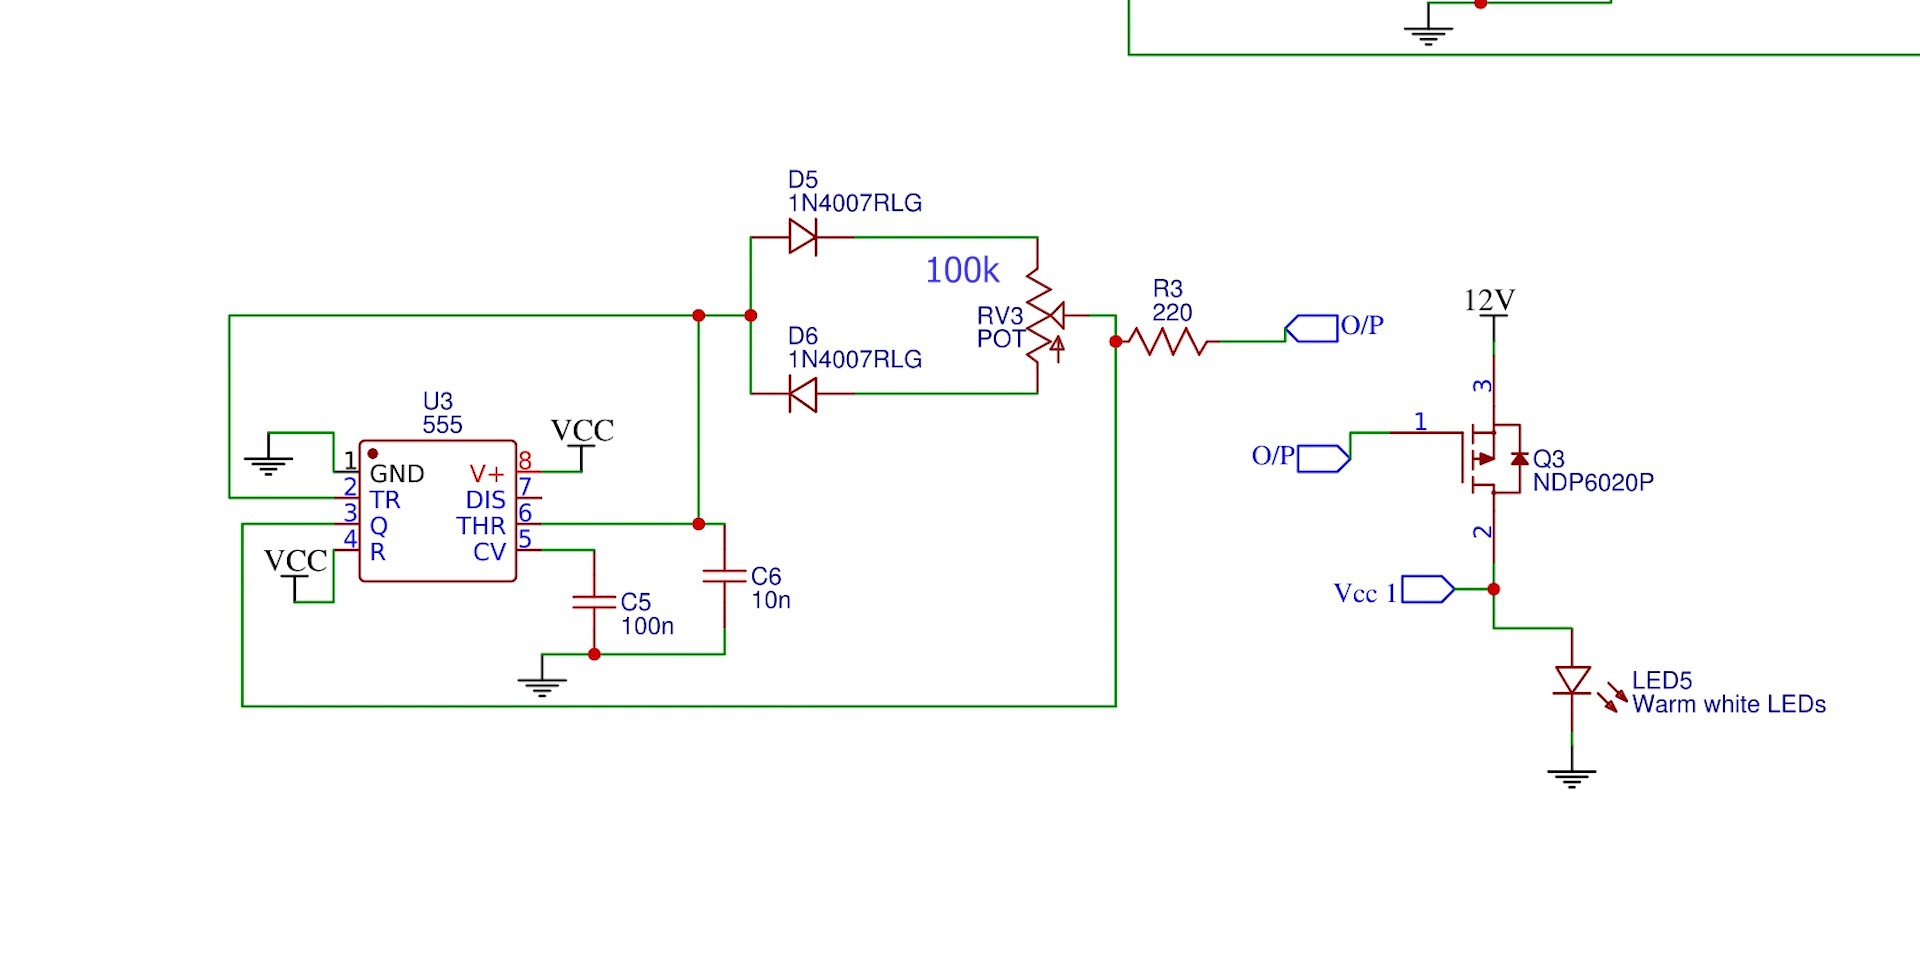 D5
1N4007RLG
100k
R3
220
12V
RV3
POT
O/P
D6
1N4007RLG
3
U3
555
VCC
1
O/P
Q3
NDP6020P
1
GND
V+
8
2
TR
DIS
7
3
Q
THR
6
4
R
CV
5
VCC
2
C6
10n
Vcc 1
C5
100n
LED5
Warm white LEDs